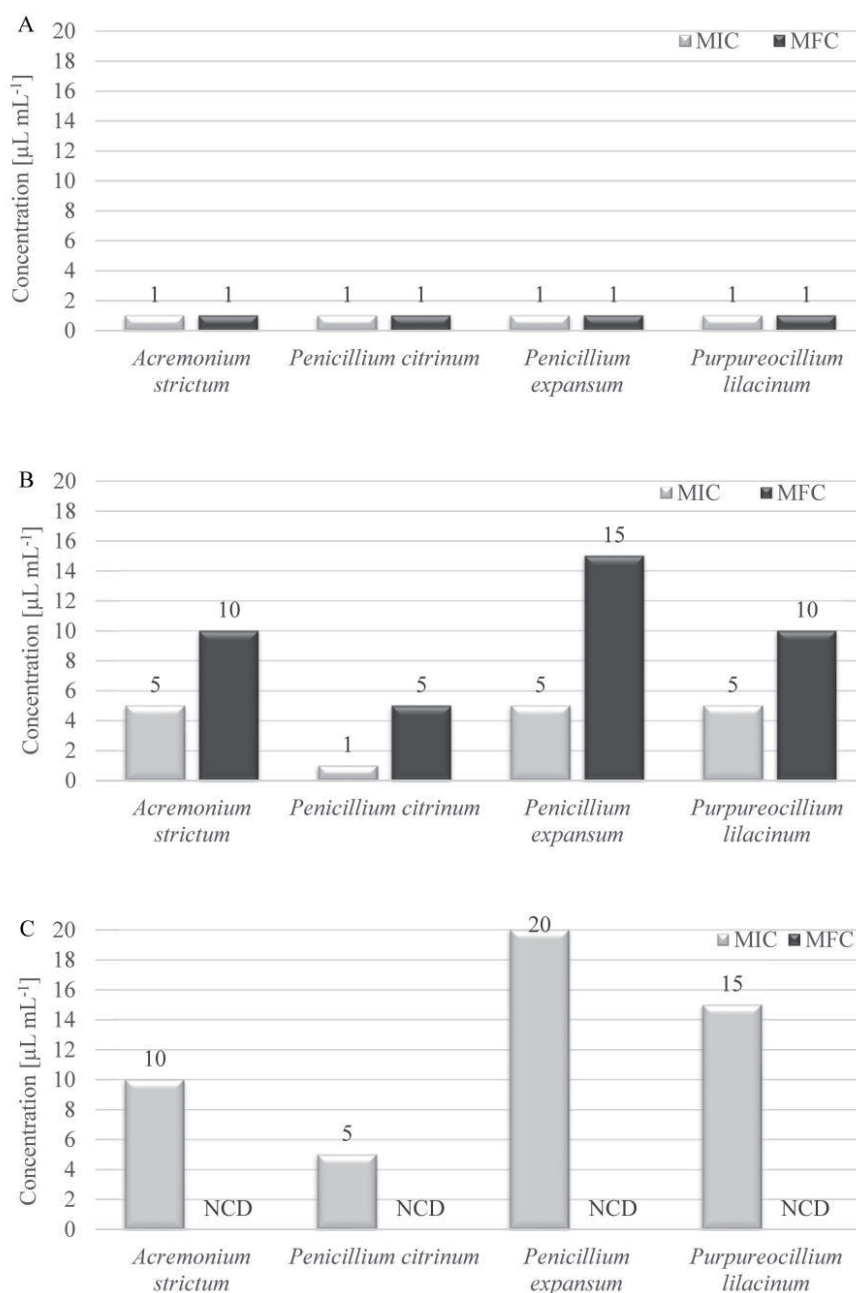 A
20
18
16
14
12
10
8
6
4
2
0
Concentration [µL mL-1]
MIC MFC
1 1 1 1 1 1 1 1
Acremonium strictum
Penicillium citrinum
Penicillium expansum
Purpureocillium lilacinum
B
20
18
16
14
12
10
8
6
4
2
0
Concentration [µL mL-1]
MIC MFC
5 10 1 5 5 15 5 10
Acremonium strictum
Penicillium citrinum
Penicillium expansum
Purpureocillium lilacinum
C
20
18
16
14
12
10
8
6
4
2
0
Concentration [µL mL-1]
MIC MFC
10 NCD 5 NCD 20 NCD 15 NCD
Acremonium strictum
Penicillium citrinum
Penicillium expansum
Purpureocillium lilacinum